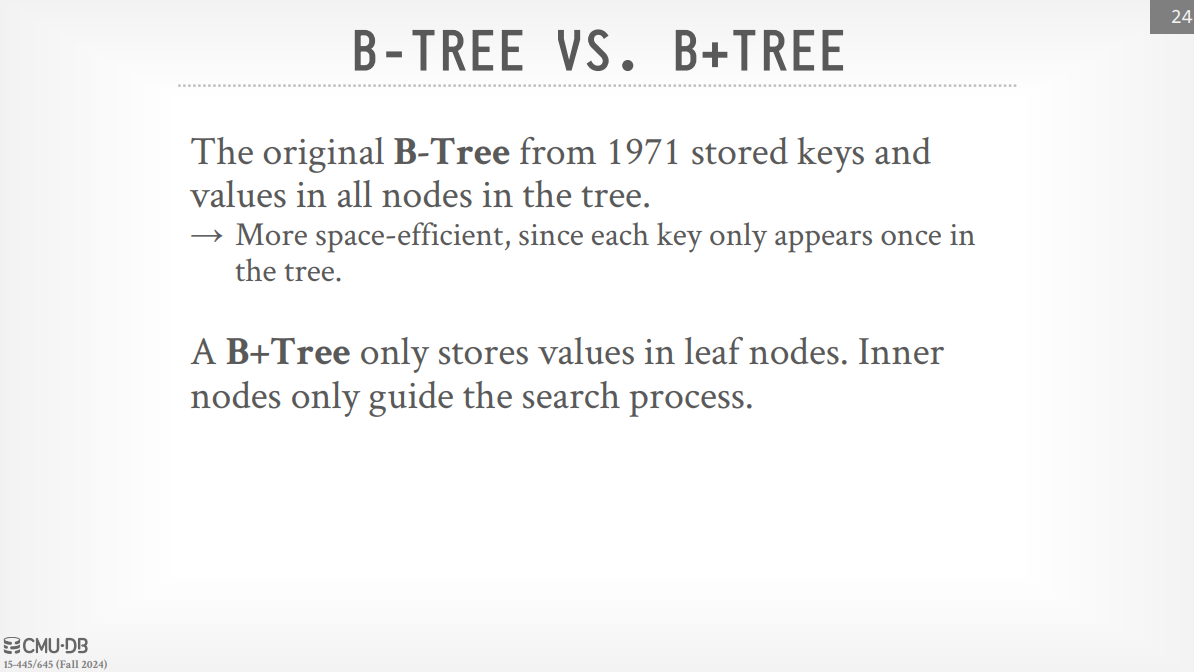 24
B-TREE VS. B+TREE
The original B-Tree from 1971 stored keys and
values in all nodes in the tree.
→ More space-efficient, since each key only appears once in
the tree.
A B+Tree only stores values in leaf nodes. Inner
nodes only guide the search process.
CMU·DB
15-445/645 (Fall 2024)